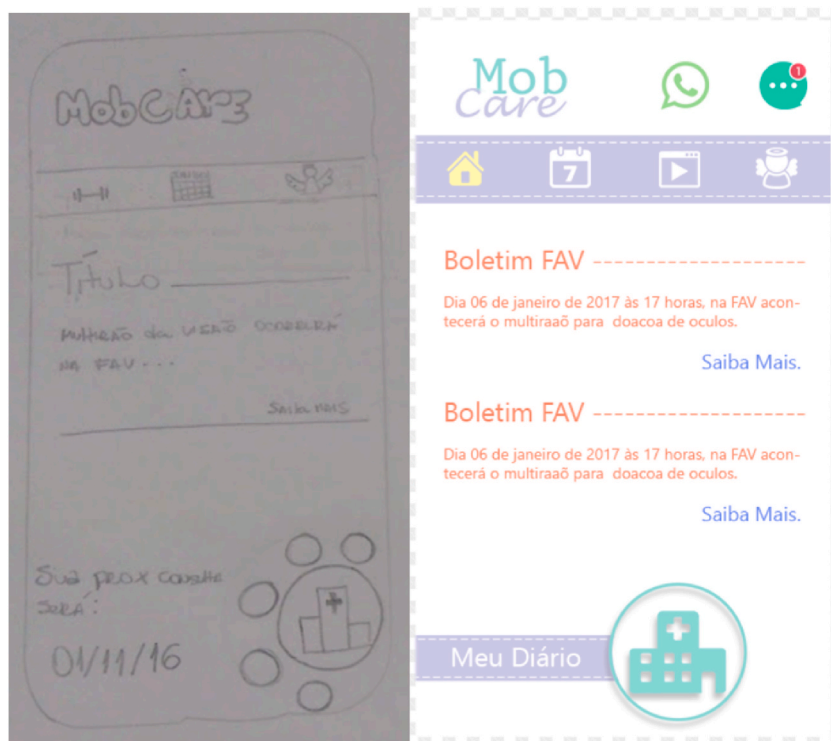 MobCARE
Título
MULTIRÃO da VISÃO OCORRERÁ
NA FAV...
SAIBA MAIS
Sua prox consulta
SERÁ:
01/11/16
Mob
Care
1
7
Boletim FAV
Dia 06 de janeiro de 2017 às 17 horas, na FAV acon-
tecerá o multiraaõ para doacoa de oculos.
Saiba Mais.
Boletim FAV
Dia 06 de janeiro de 2017 às 17 horas, na FAV acon-
tecerá o multiraaõ para doacoa de oculos.
Saiba Mais.
Meu Diário